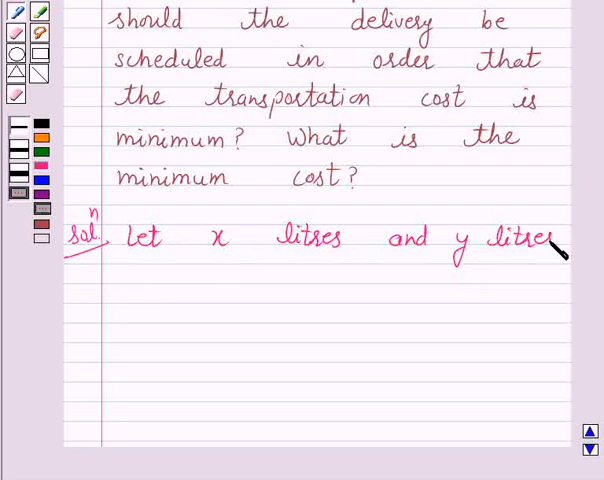 should the delivery be
scheduled in order that
the transportation cost is
minimum? What is the
minimum cost?
solⁿ. Let x litres and y litres